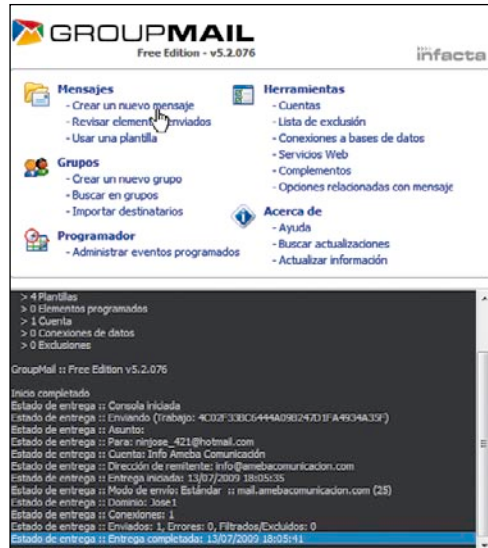 GROUPMAIL
Free Edition - v5.2.076
infacta
Mensajes
- Crear un nuevo mensaje
- Revisar element enviados
- Usar una plantilla
Grupos
- Crear un nuevo grupo
- Buscar en grupos
- Importar destinatarios
Programador
- Administrar eventos programados
Herramientas
- Cuentas
- Lista de exclusión
- Conexiones a bases de datos
- Servicios Web
- Complementos
- Opciones relacionadas con mensaje
Acerca de
- Ayuda
- Buscar actualizaciones
- Actualizar información
> 4 Plantillas
> 0 Elementos programados
> 1 Cuenta
> 0 Conexiones de datos
> 0 Exclusiones
GroupMail :: Free Edition v5.2.076
Inicio completado
Estado de entrega :: Consola iniciada
Estado de entrega :: Enviando (Trabajo: 4C02F33BC6444A09B247D1FA4934A35F)
Estado de entrega :: Asunto:
Estado de entrega :: Para: ninjose_421@hotmail.com
Estado de entrega :: Cuenta: Info Ameba Comunicación
Estado de entrega :: Dirección de remitente: info@amebacomunicacion.com
Estado de entrega :: Entrega iniciada: 13/07/2009 18:05:35
Estado de entrega :: Modo de envío: Estándar :: mail.amebacomunicacion.com (25)
Estado de entrega :: Dominio: Jose1
Estado de entrega :: Conexiones: 1
Estado de entrega :: Enviados: 1, Errores: 0, Filtrados/Excluidos: 0
Estado de entrega :: Entrega completada: 13/07/2009 18:05:41